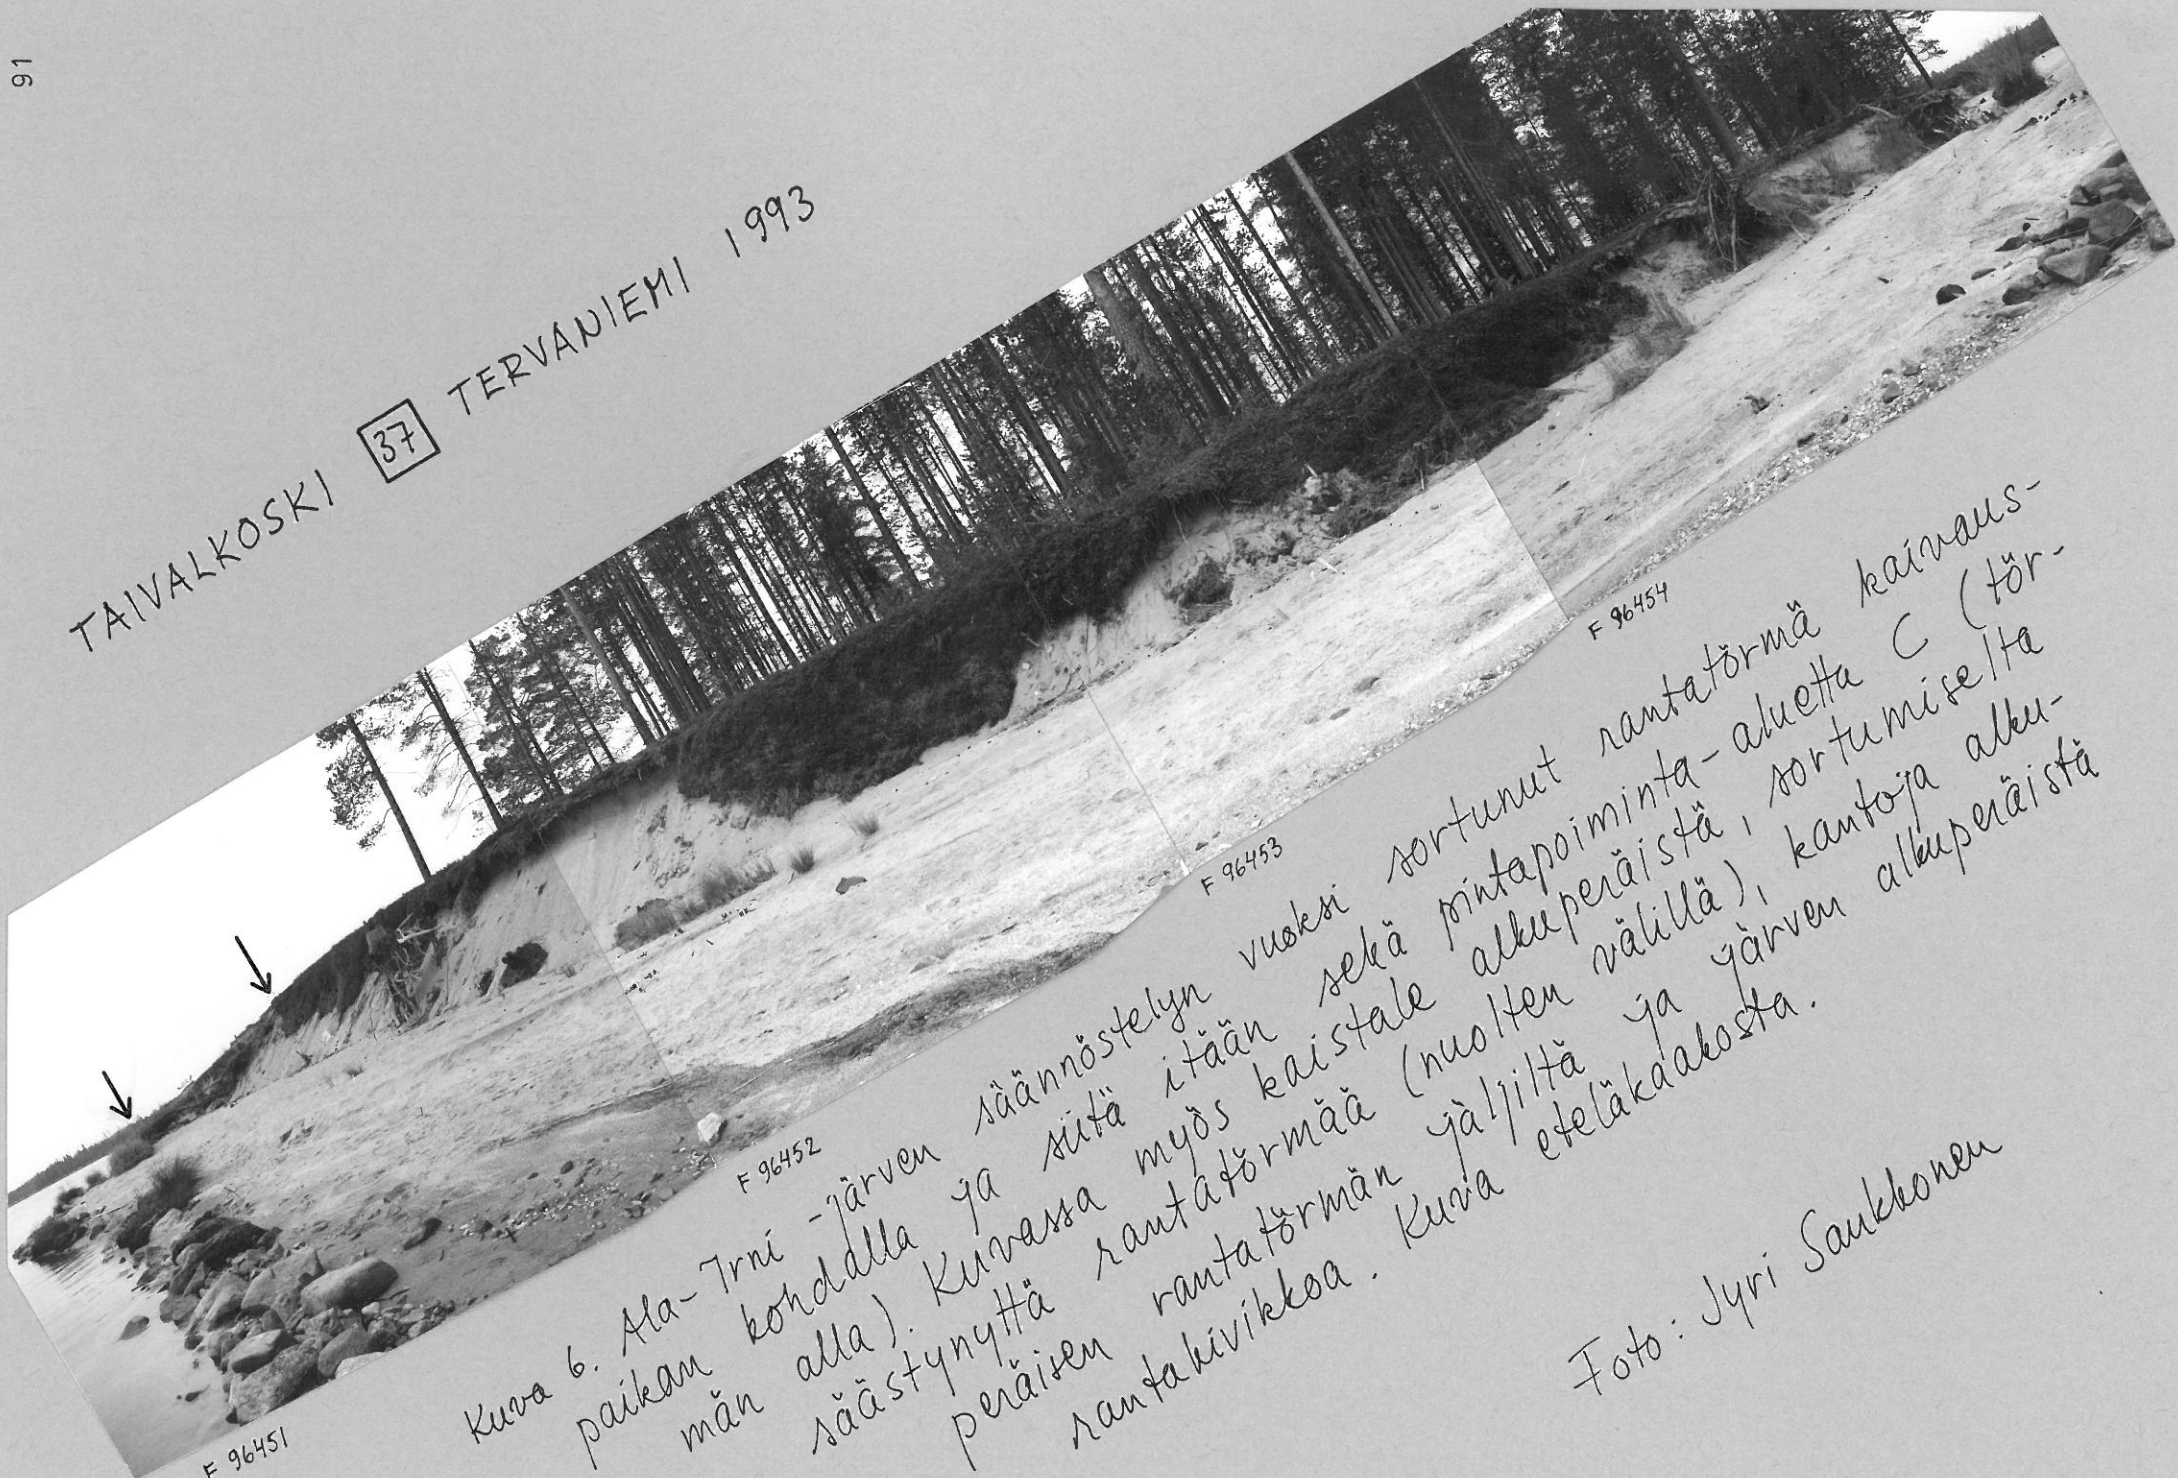 91
TAIVALKOSKI 37 TERVANIEMI 1993
F 96451
F 96452
F 96453
F 96454
Kuva 6. Ala-Irni -järven säännöstelyn vuoksi sortunut rantatörmä kaivaus-
paikan kohdalla ja siitä itään sekä pintapoiminta-aluetta C (tör-
män alla). Kuvassa myös kaistale alkuperäistä, sortumiselta
säästynyttä rantatörmää (nuolten välillä), kantoja alku-
peräisen rantatörmän jäljiltä ja järven alkuperäistä
rantakivikkoa. Kuva eteläkaakosta.
Foto: Jyri Saukkonen